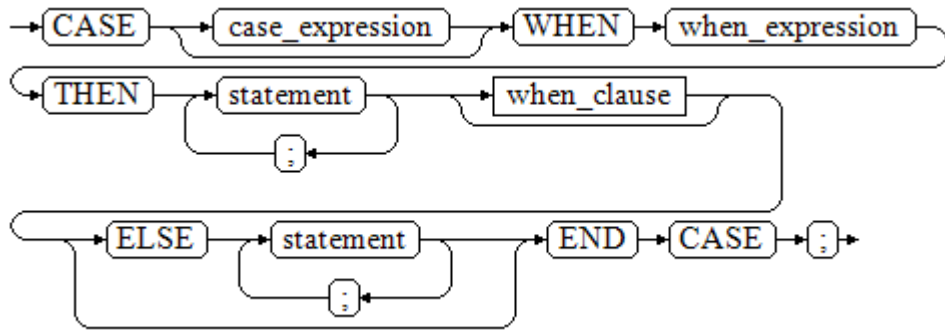 CASE case_expression WHEN when_expression
THEN statement when_clause
;
ELSE statement END CASE ;
;